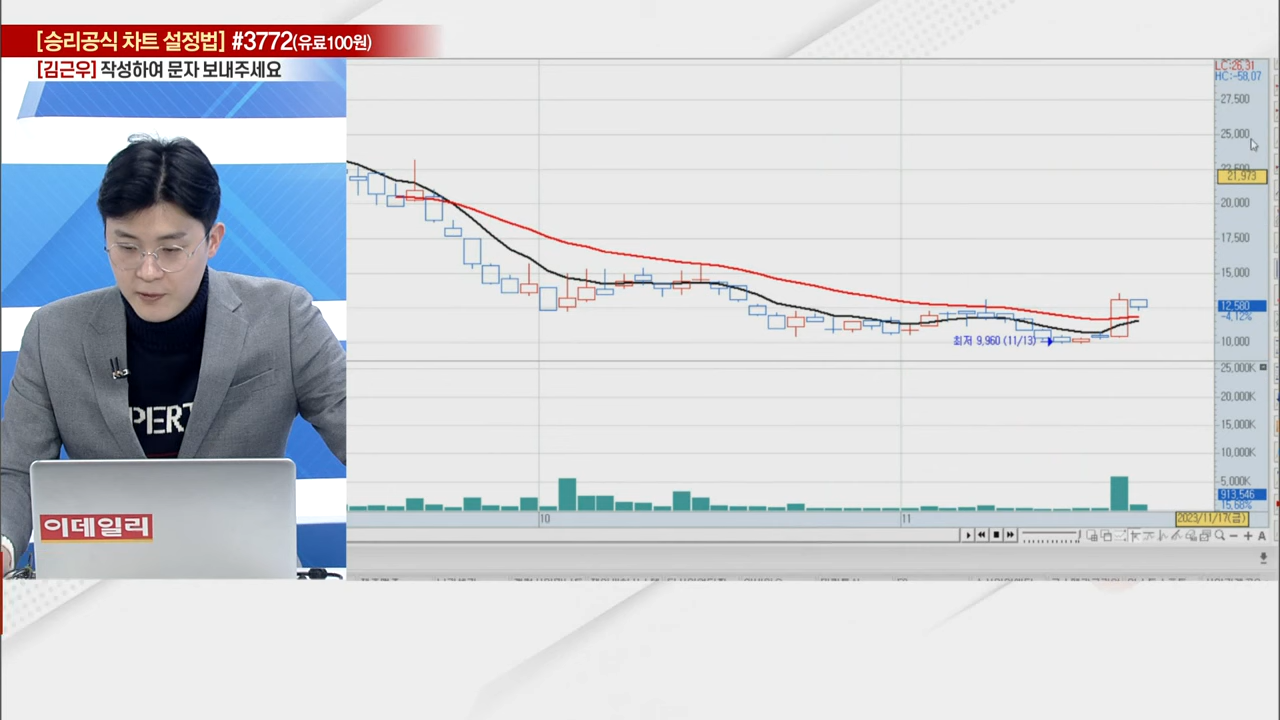 [승리공식 차트 설정법] #3772(유료100원)
[김근우] 작성하여 문자 보내주세요
LC:26,31
HC:-58,07
27,500
25,000
22,500
21,973
20,000
17,500
15,000
12,580
-4,12%
최저 9,960 (11/13)
10,000
25,000K
20,000K
15,000K
10,000K
5,000K
913,546
15,68%
10
11
2023/11/17(금)
A
PERT
이데일리